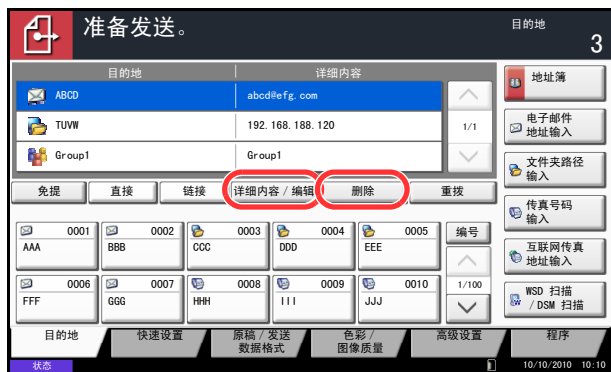 准备发送。
目的地
3
目的地 详细内容
ABCD abcd@efg.com
TUVW 192.168.188.120 1/1
Group1 Group1
免提 直接 链接 详细内容 / 编辑 删除 重拨
0001 0002 0003 0004 0005 编号
AAA BBB CCC DDD EEE
0006 0007 0008 0009 0010 1/100
FFF GGG HHH III JJJ
地址簿
电子邮件
地址输入
文件夹路径
输入
传真号码
输入
互联网传真
地址输入
WSD 扫描
/DSM 扫描
目的地 快速设置 原稿 / 发送
数据格式 色彩 /
图像质量 高级设置 程序
状态 10/10/2010 10:10